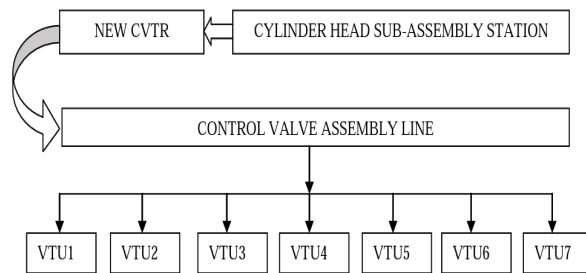 NEW CVTR
CYLINDER HEAD SUB-ASSEMBLY STATION
CONTROL VALVE ASSEMBLY LINE
VTU1
VTU2
VTU3
VTU4
VTU5
VTU6
VTU7